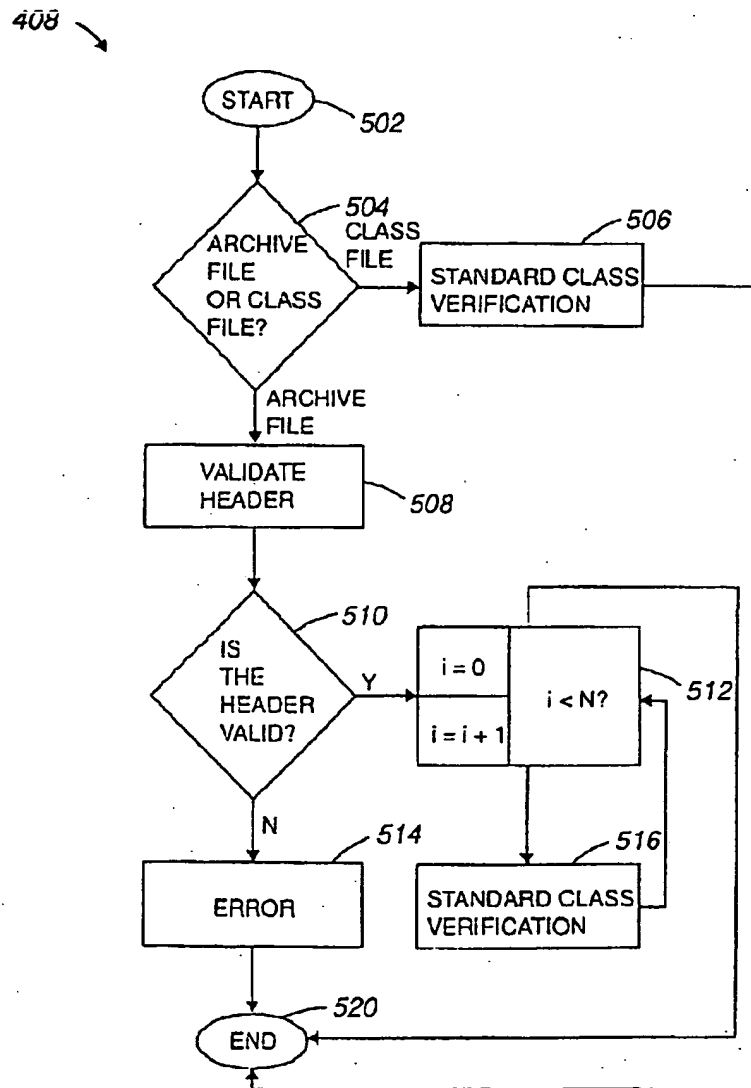 408
START
502
504
ARCHIVE
FILE
OR CLASS
FILE?
CLASS
FILE
506
STANDARD CLASS
VERIFICATION
ARCHIVE
FILE
VALIDATE
HEADER
508
510
IS
THE
HEADER
VALID?
Y
i = 0
i = i + 1
i < N?
512
N
514
ERROR
516
STANDARD CLASS
VERIFICATION
520
END